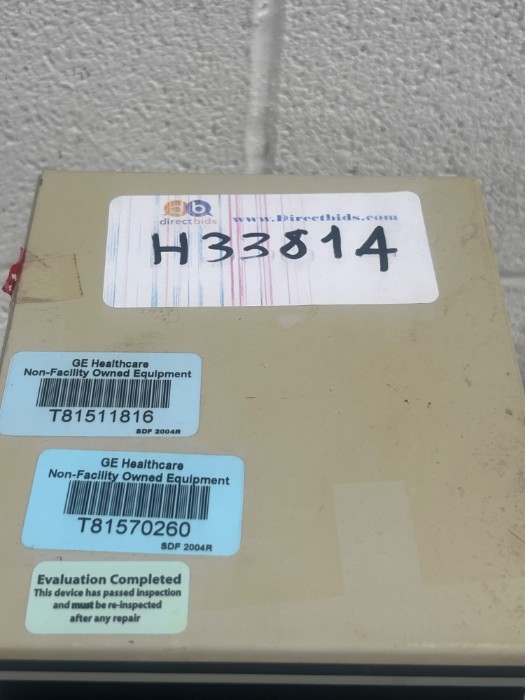 directbids
www.Directbids.com
H33814
GE Healthcare
Non-Facility Owned Equipment
T81511816
SDF 2004R
GE Healthcare
Non-Facility Owned Equipment
T81570260
SDF 2004R
Evaluation Completed
This device has passed inspection
and must be re-inspected
after any repair